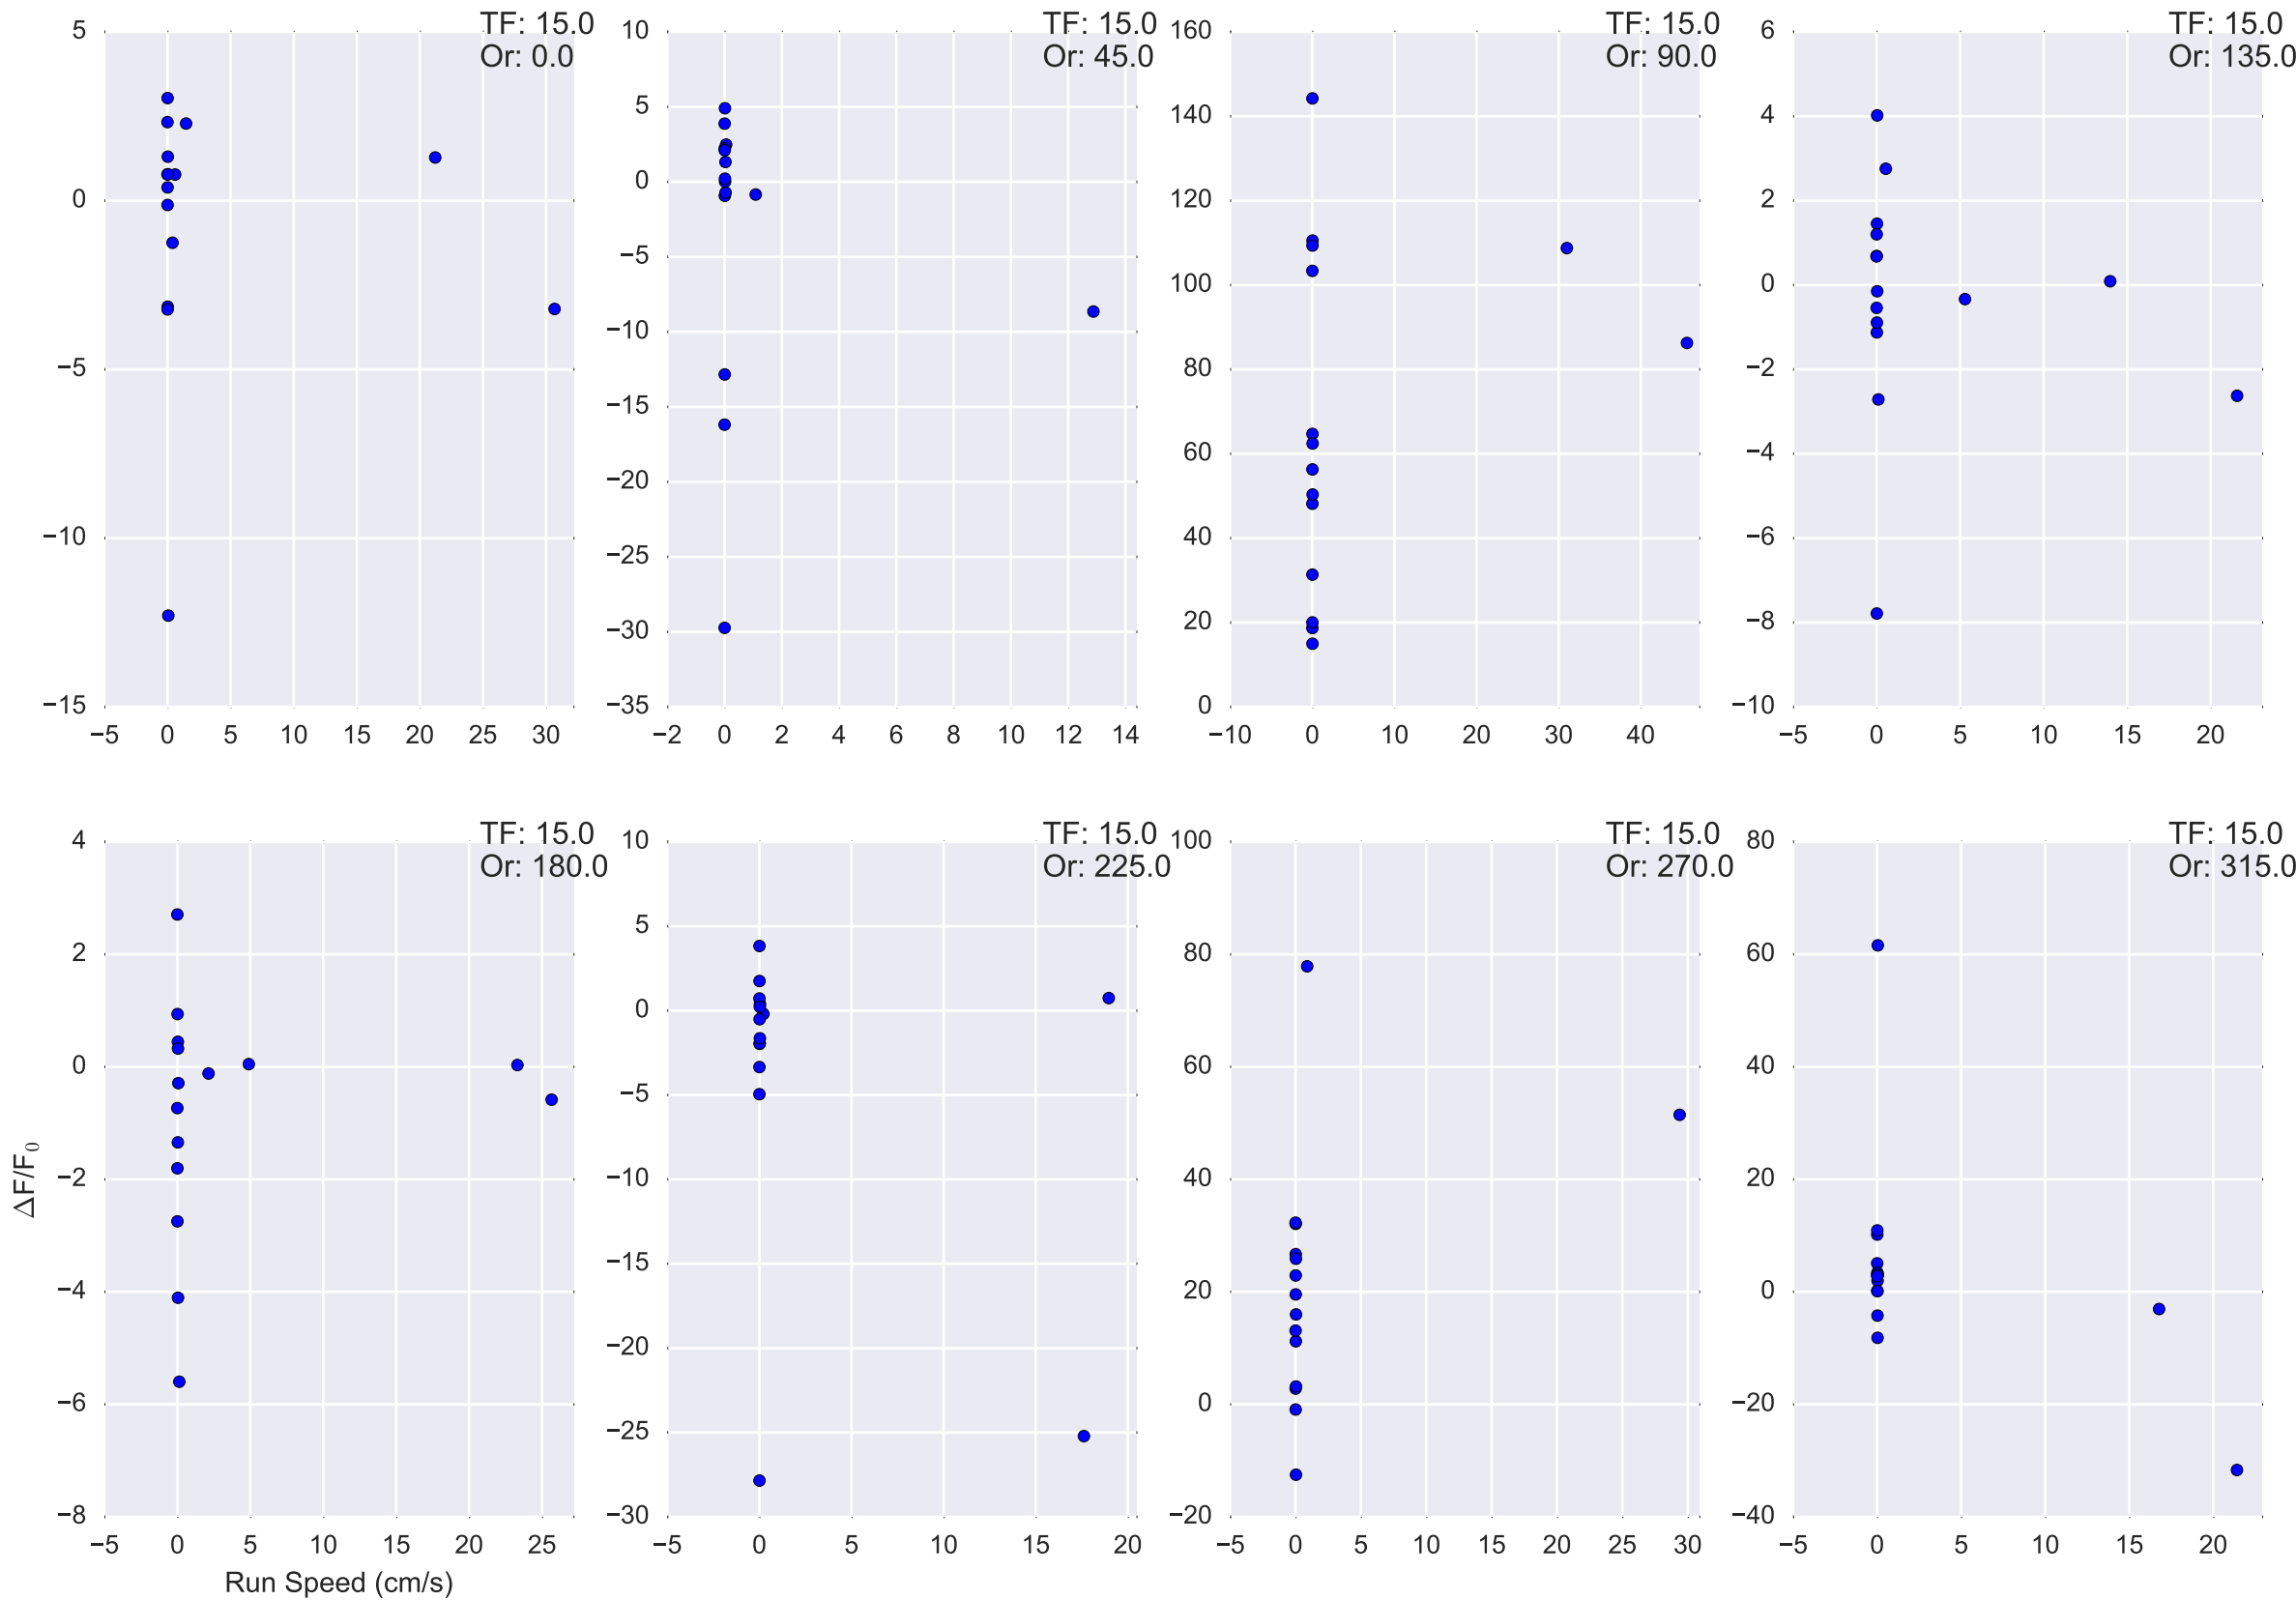 TF: 15.0
Or: 0.0
5
0
−5
−10
−15
−5 0 5 10 15 20 25 30
TF: 15.0
Or: 45.0
10
5
0
−5
−10
−15
−20
−25
−30
−35
−2 0 2 4 6 8 10 12 14
TF: 15.0
Or: 90.0
160
140
120
100
80
60
40
20
0
−10 0 10 20 30 40
TF: 15.0
Or: 135.0
6
4
2
0
−2
−4
−6
−8
−10
−5 0 5 10 15 20
TF: 15.0
Or: 180.0
4
2
0
−2
−4
−6
−8
ΔF/F₀
−5 0 5 10 15 20 25
Run Speed (cm/s)
TF: 15.0
Or: 225.0
10
5
0
−5
−10
−15
−20
−25
−30
−5 0 5 10 15 20
TF: 15.0
Or: 270.0
100
80
60
40
20
0
−20
−5 0 5 10 15 20 25 30
TF: 15.0
Or: 315.0
80
60
40
20
0
−20
−40
−5 0 5 10 15 20